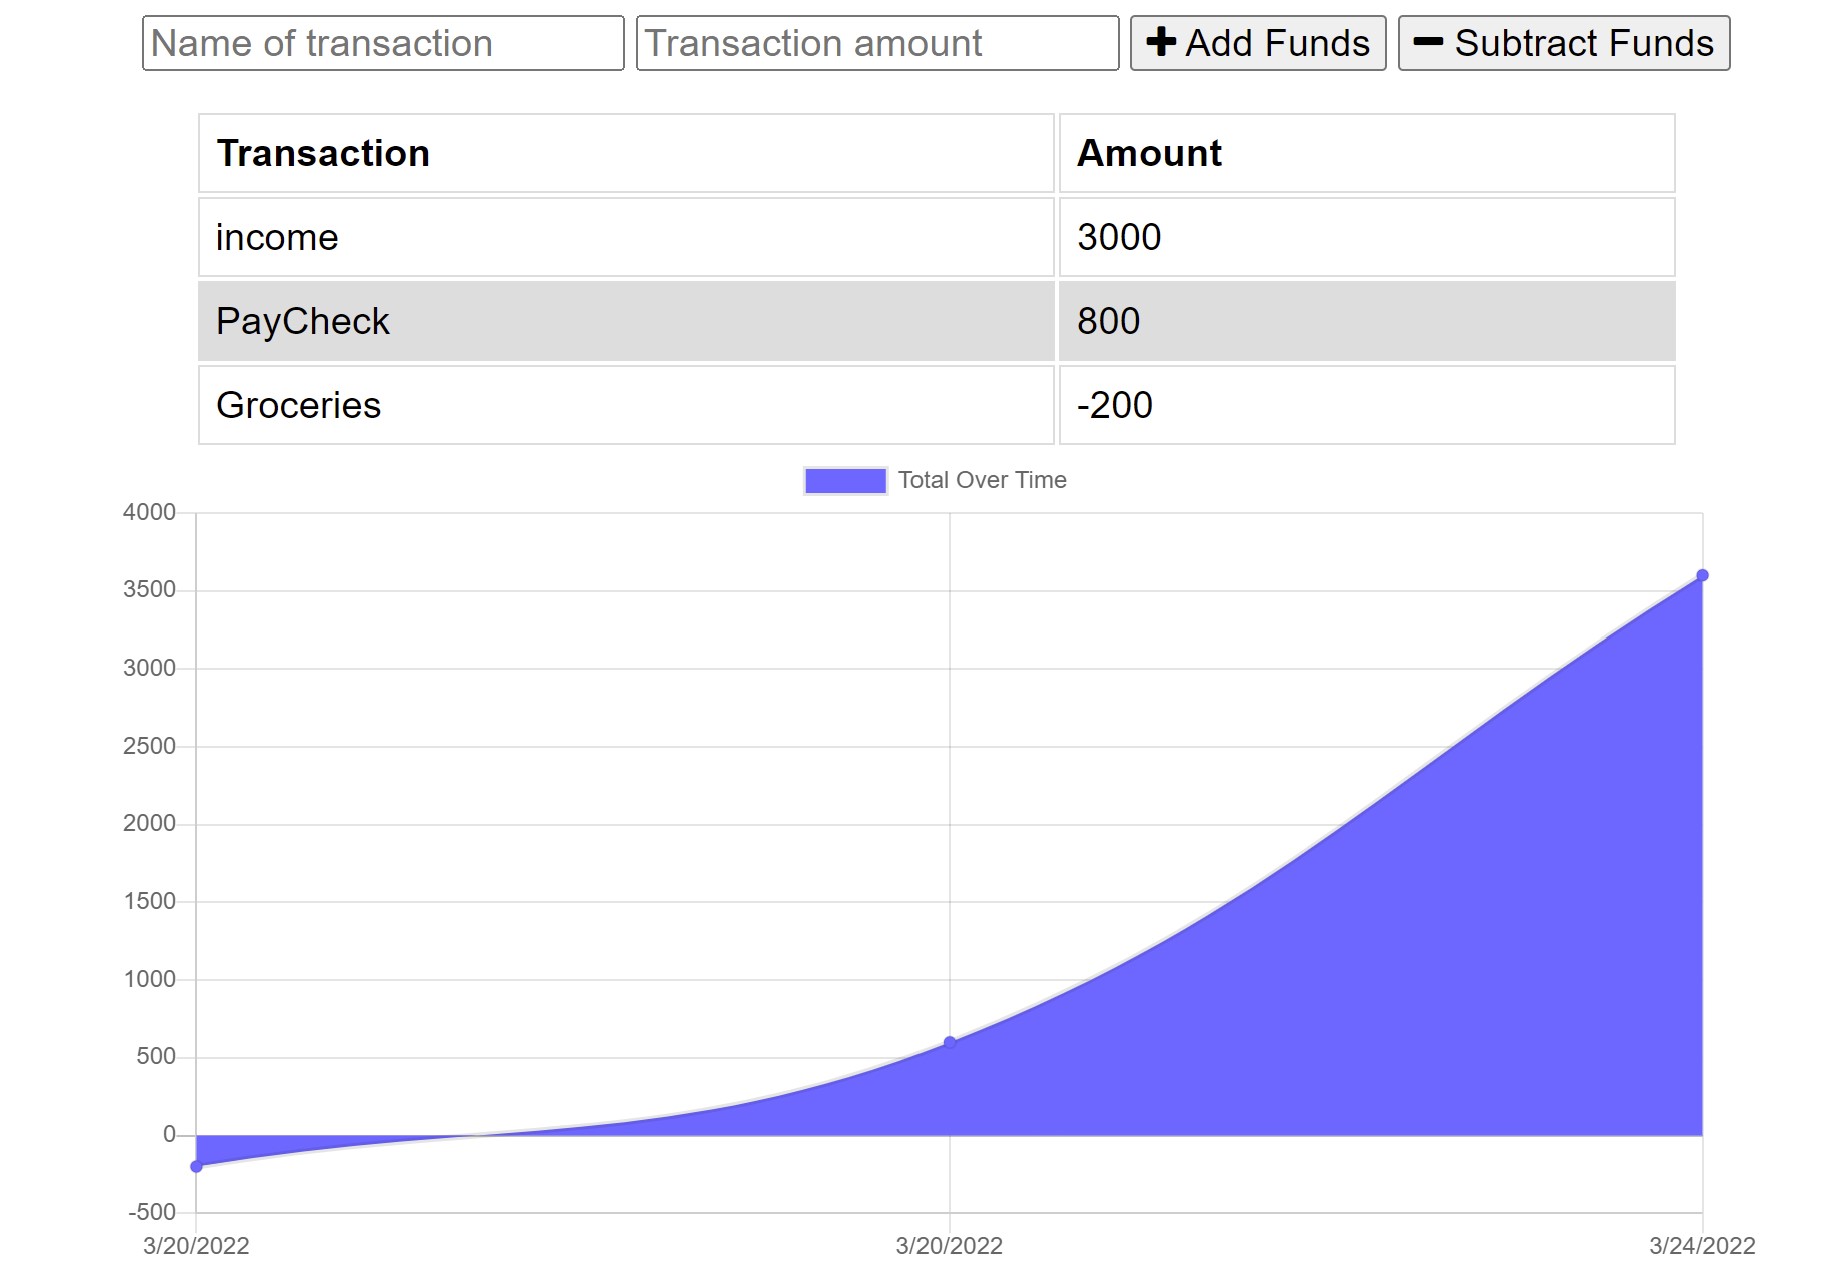 Name of transaction Transaction amount Add Funds Subtract Funds
Transaction Amount
income 3000
PayCheck 800
Groceries -200
Total Over Time
4000
3500
3000
2500
2000
1500
1000
500
0
-500
3/20/2022 3/20/2022 3/24/2022